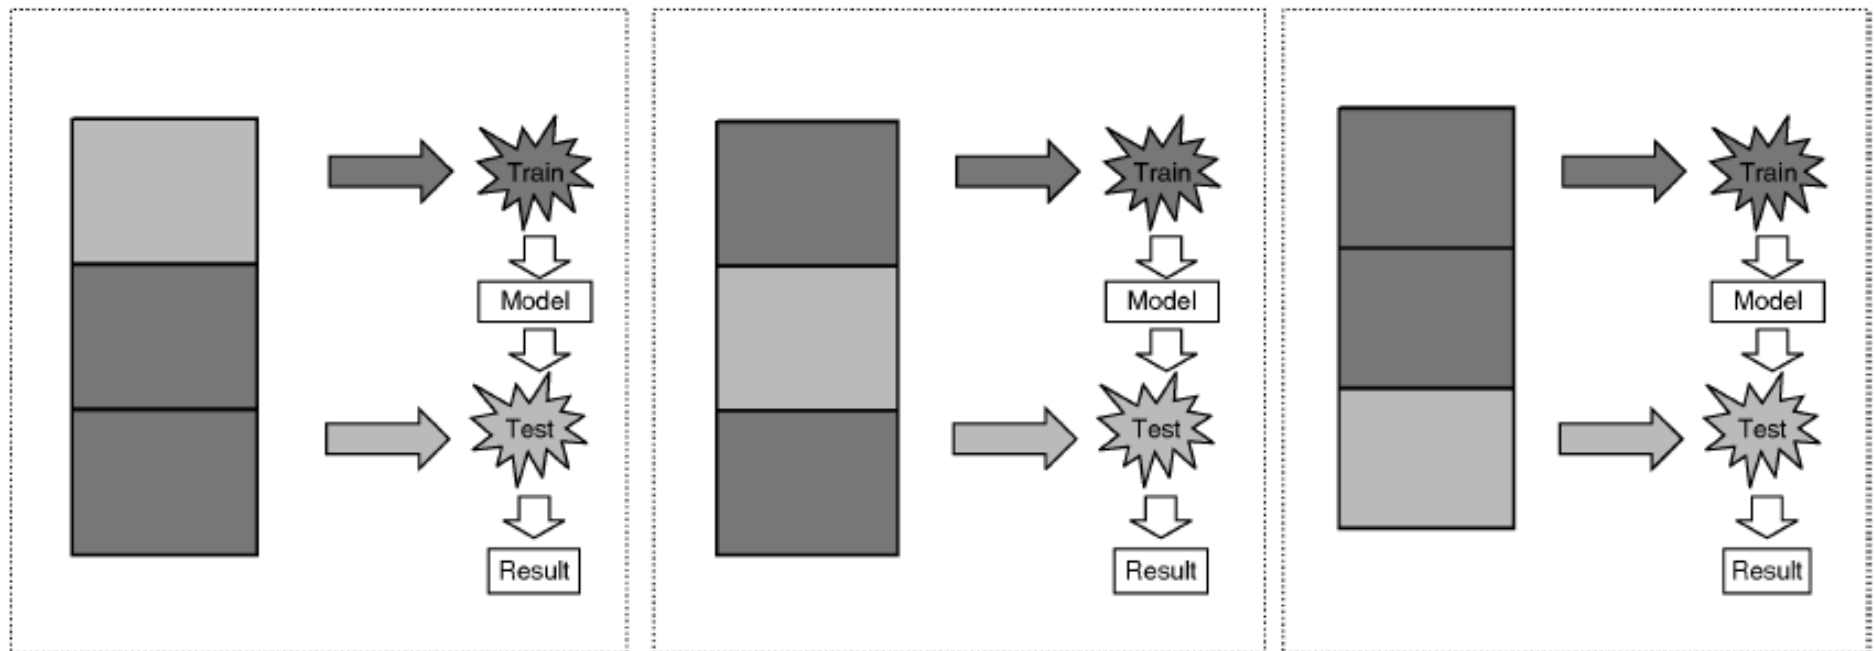 Train
Model
Test
Result
Train
Model
Test
Result
Train
Model
Test
Result